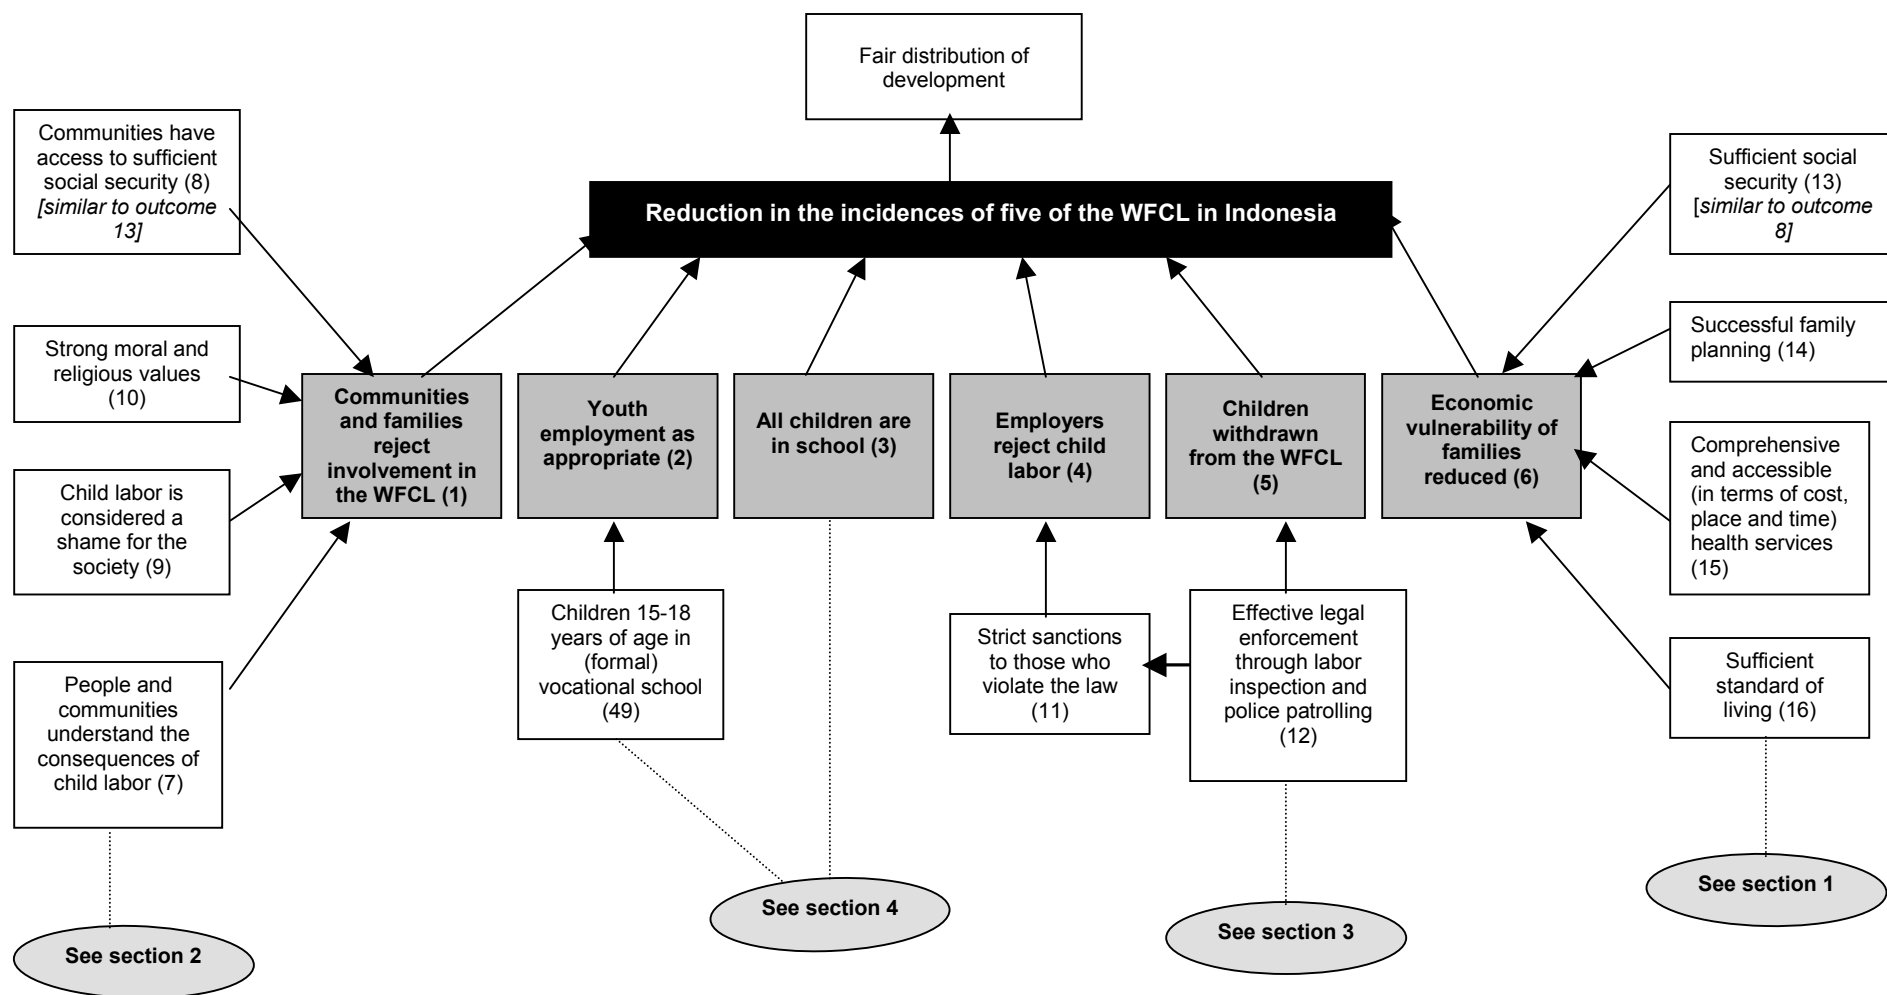 Fair distribution of
development
Communities have
access to sufficient
social security (8)
[similar to outcome
13]
Reduction in the incidences of five of the WFCL in Indonesia
Sufficient social
security (13)
[similar to outcome
8]
Strong moral and
religious values
(10)
Successful family
planning (14)
Communities
and families
reject
involvement in
the WFCL (1)
Youth
employment as
appropriate (2)
All children are
in school (3)
Employers
reject child
labor (4)
Children
withdrawn
from the WFCL
(5)
Economic
vulnerability of
families
reduced (6)
Child labor is
considered a
shame for the
society (9)
Comprehensive
and accessible
(in terms of cost,
place and time)
health services
(15)
People and
communities
understand the
consequences of
child labor (7)
Children 15-18
years of age in
(formal)
vocational school
(49)
Strict sanctions
to those who
violate the law
(11)
Effective legal
enforcement
through labor
inspection and
police patrolling
(12)
Sufficient
standard of
living (16)
See section 2
See section 4
See section 3
See section 1